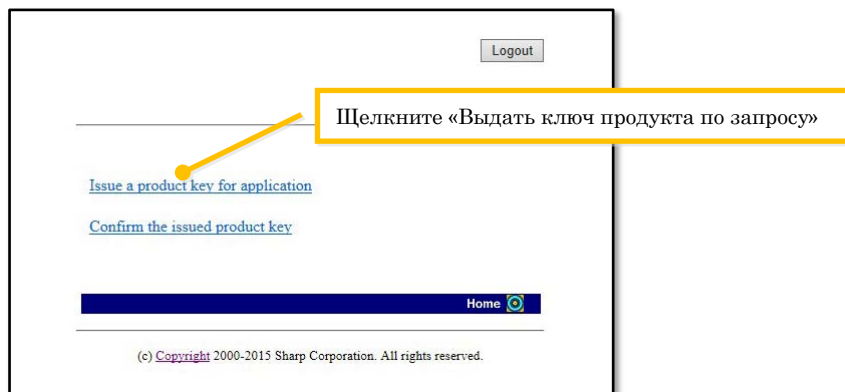 Logout
Щелкните «Выдать ключ продукта по запросу»
Issue a product key for application
Confirm the issued product key
Home
(c) Copyright 2000-2015 Sharp Corporation. All rights reserved.